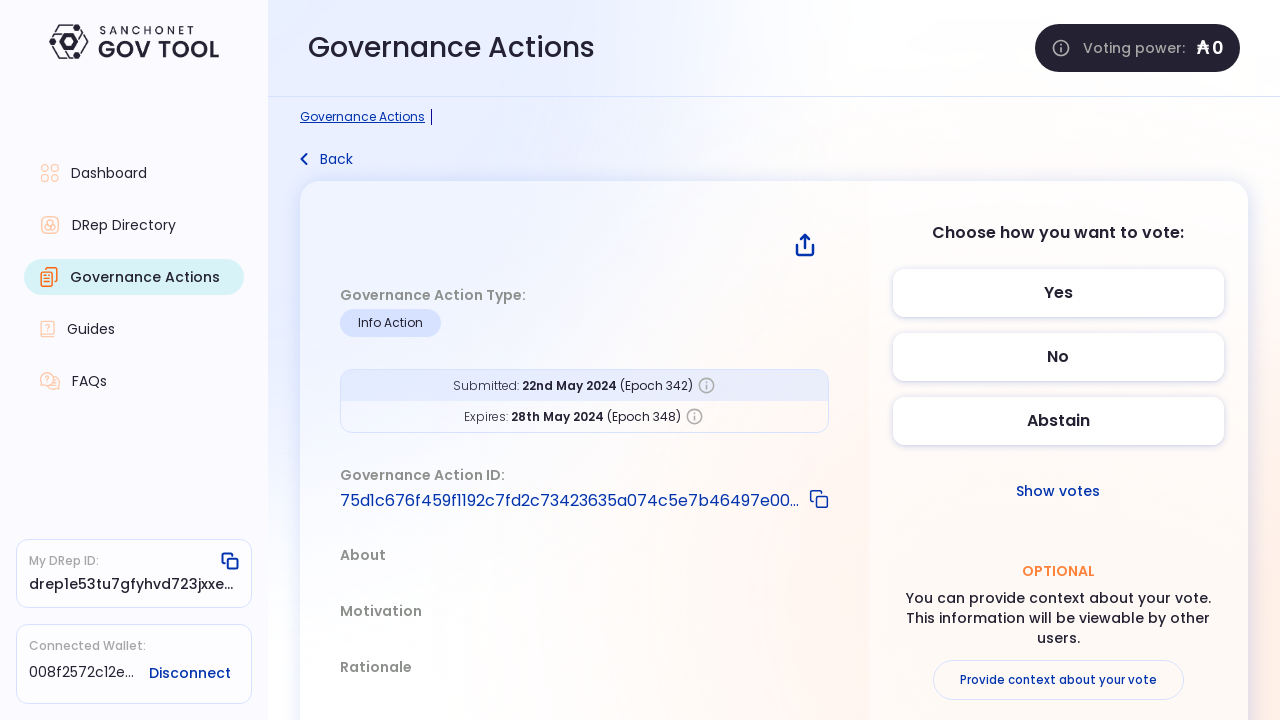 SANCHONET
GOV TOOL
Governance Actions
Voting power: ₳0
Governance Actions
Back
Dashboard
DRep Directory
Governance Actions
Guides
FAQs
My DRep ID:
drep1e53tu7gfyhvd723jxxe...
Connected Wallet:
008f2572c12e...
Disconnect
Governance Action Type:
Info Action
Submitted: 22nd May 2024 (Epoch 342)
Expires: 28th May 2024 (Epoch 348)
Governance Action ID:
75d1c676f459f1192c7fd2c73423635a074c5e7b46497e00...
About
Motivation
Rationale
Choose how you want to vote:
Yes
No
Abstain
Show votes
OPTIONAL
You can provide context about your vote.
This information will be viewable by other
users.
Provide context about your vote